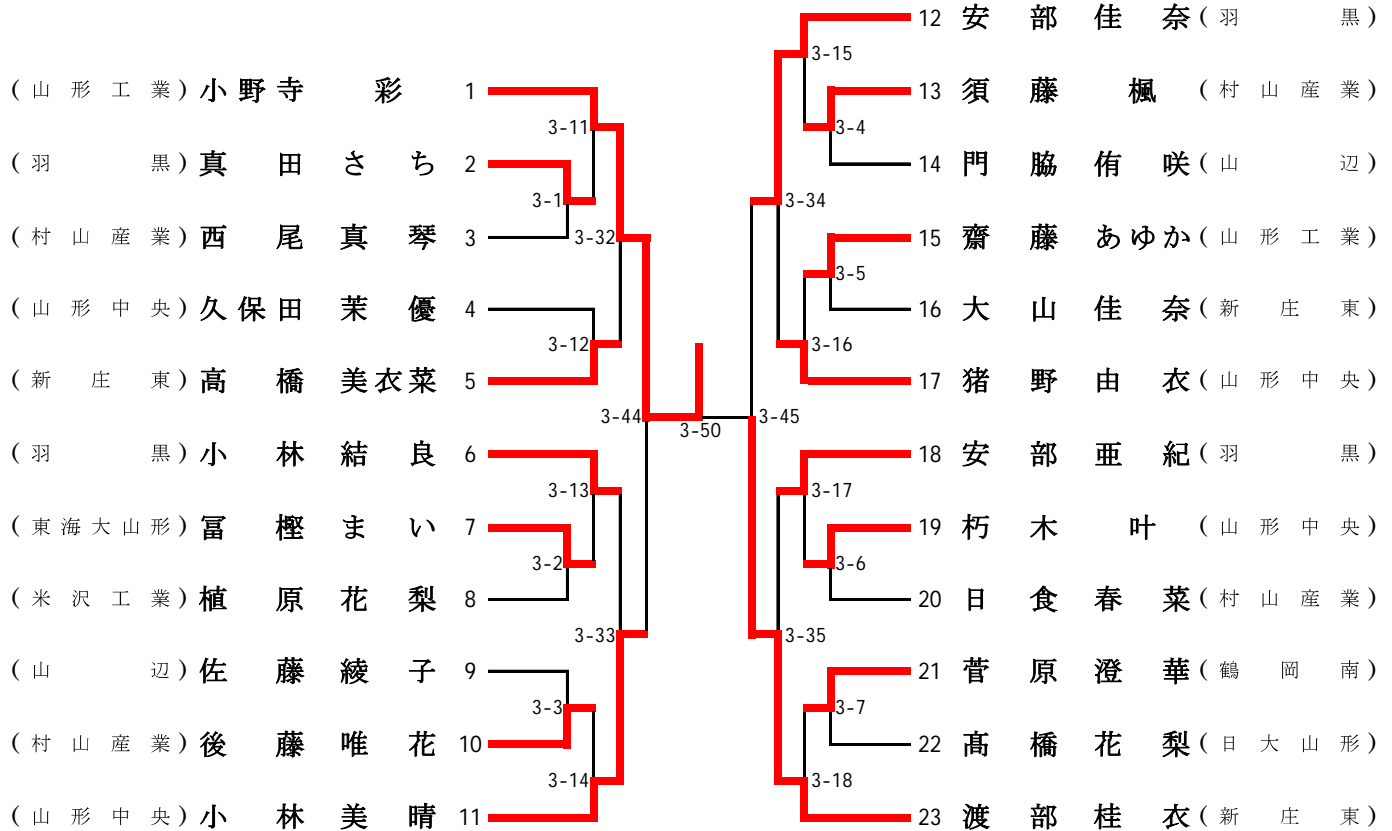 12 安部佳奈 (羽黒)
3-15
(山形工業) 小野寺 彩 1
13 須藤 楓 (村山産業)
3-11
3-4
(羽黒) 真田さち 2
14 門脇侑咲 (山辺)
3-1
3-34
(村山産業) 西尾真琴 3
3-32
15 齋藤あゆか (山形工業)
3-5
(山形中央) 久保田茉優 4
16 大山佳奈 (新庄東)
3-12
3-16
(新庄東) 高橋美衣菜 5
17 猪野由衣 (山形中央)
3-44
3-50
3-45
(羽黒) 小林結良 6
18 安部亜紀 (羽黒)
3-13
3-17
(東海大山形) 冨樫まい 7
19 朽木 叶 (山形中央)
3-2
3-6
(米沢工業) 植原花梨 8
20 日食春菜 (村山産業)
3-33
3-35
(山辺) 佐藤綾子 9
21 菅原澄華 (鶴岡南)
3-3
3-7
(村山産業) 後藤唯花 10
22 髙橋花梨 (日大山形)
3-14
3-18
(山形中央) 小林美晴 11
23 渡部桂衣 (新庄東)